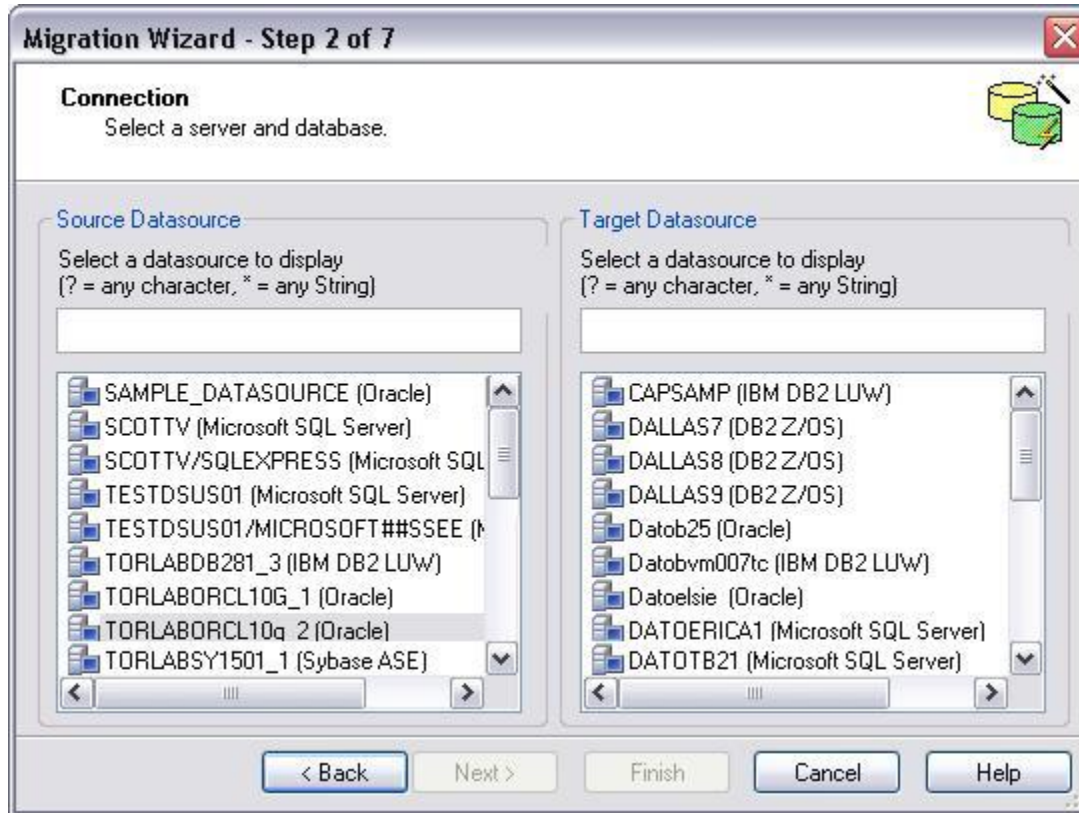 Migration Wizard - Step 2 of 7
Connection
Select a server and database.
Source Datasource
Select a datasource to display
(? = any character, * = any String)
SAMPLE_DATASOURCE (Oracle)
SCOTTV (Microsoft SQL Server)
SCOTTV/SQLEXPRESS (Microsoft SQL
TESTDSUS01 (Microsoft SQL Server)
TESTDSUS01/MICROSOFT##SSEE (M
TORLABDB281_3 (IBM DB2 LUW)
TORLABORCL10G_1 (Oracle)
TORLABORCL10g_2 (Oracle)
TORLABSY1501_1 (Sybase ASE)
Target Datasource
Select a datasource to display
(? = any character, * = any String)
CAPSAMP (IBM DB2 LUW)
DALLAS7 (DB2 Z/OS)
DALLAS8 (DB2 Z/OS)
DALLAS9 (DB2 Z/OS)
Datob25 (Oracle)
Datobvm007tc (IBM DB2 LUW)
Datoelsie (Oracle)
DATOERICA1 (Microsoft SQL Server)
DATOTB21 (Microsoft SQL Server)
< Back
Next >
Finish
Cancel
Help